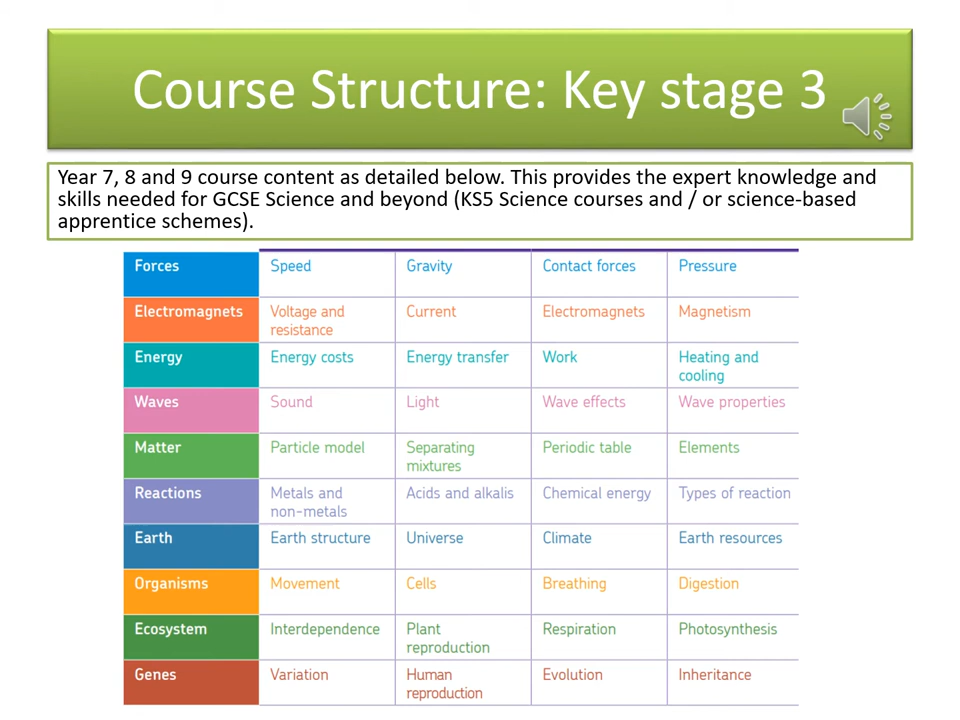 Course Structure: Key stage 3
Year 7, 8 and 9 course content as detailed below. This provides the expert knowledge and
skills needed for GCSE Science and beyond (KS5 Science courses and / or science-based
apprentice schemes).
Forces Speed Gravity Contact forces Pressure
Electromagnets Voltage and Current Electromagnets Magnetism
resistance
Energy Energy costs Energy transfer Work Heating and
cooling
Waves Sound Light Wave effects Wave properties
Matter Particle model Separating Periodic table Elements
mixtures
Reactions Metals and Acids and alkalis Chemical energy Types of reaction
non-metals
Earth Earth structure Universe Climate Earth resources
Organisms Movement Cells Breathing Digestion
Ecosystem Interdependence Plant Respiration Photosynthesis
reproduction
Genes Variation Human Evolution Inheritance
reproduction